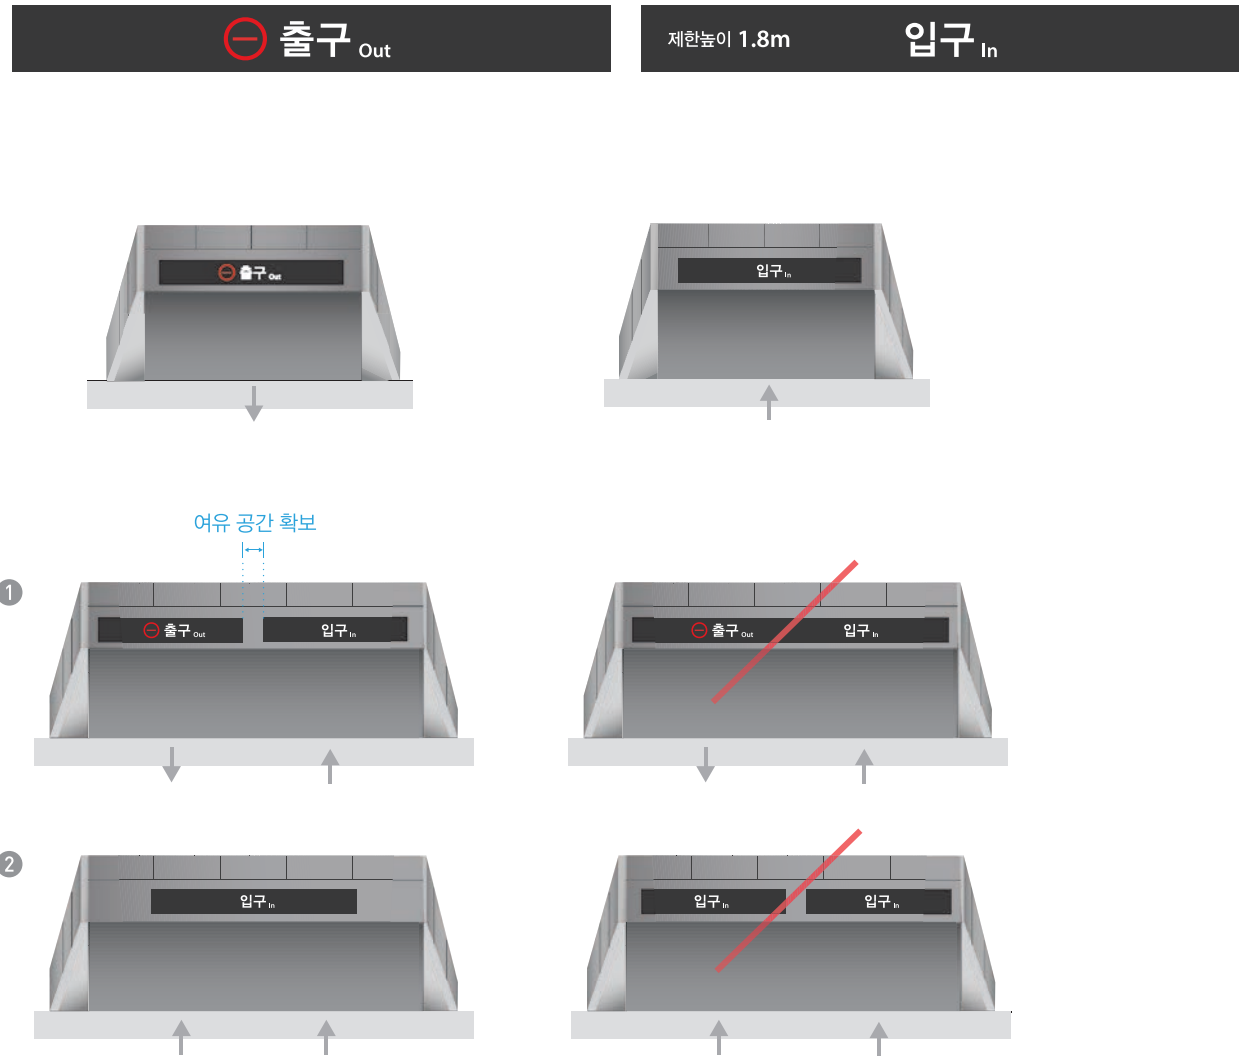 출구 Out
제한높이 1.8m 입구 In
출구 Out
입구 In
여유 공간 확보
1
출구 Out 입구 In
출구 Out 입구 In
2
입구 In
입구 In 입구 In